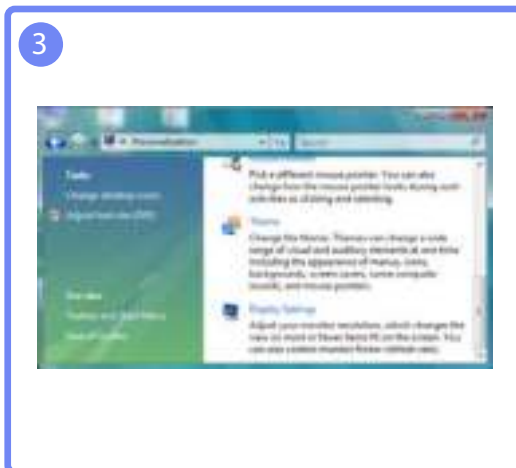 3
Personalization
Search
Tasks
Change desktop icons
Adjust font size (DPI)
Pick a different mouse pointer. You can also
change how the mouse pointer looks during such
activities as clicking and selecting.
Theme
Change the theme. Themes can change a wide
range of visual and auditory elements at one time
including the appearance of menus, icons,
backgrounds, screen savers, some computer
sounds, and mouse pointers.
See also
Taskbar and Start Menu
Ease of Access
Display Settings
Adjust your monitor resolution, which changes the
view so more or fewer items fit on the screen. You
can also control monitor flicker (refresh rate).